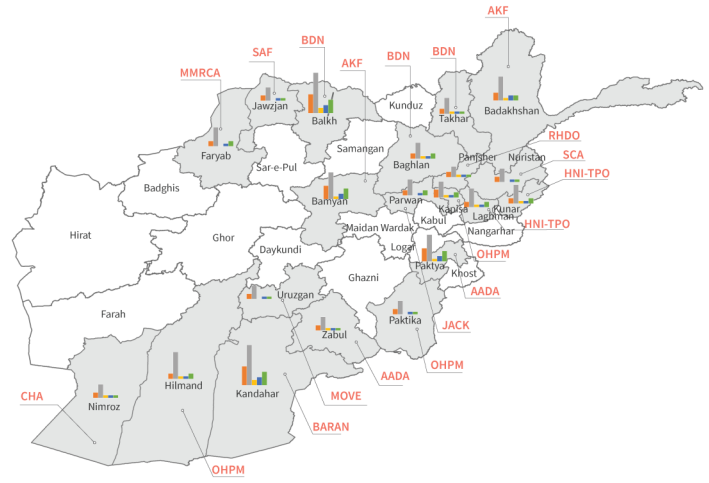 AKF
BDN
SAF
BDN
BDN
AKF
MMRCA
Kunduz
Jawzjan
Balkh
Takhar
Badakhshan
RHDO
Faryab
Samangan
Baghlan
Panjsher
Nuristan
SCA
Sar-e-Pul
HNI-TPO
Badghis
Bamyan
Parwan
Kapisa
Kunar
Laghman
Kabul
HNI-TPO
Maidan Wardak
Nangarhar
Hirat
Ghor
Logar
Daykundi
OHPM
Paktya
Khost
Ghazni
AADA
Uruzgan
Farah
Paktika
JACK
Zabul
OHPM
AADA
Hilmand
Kandahar
CHA
MOVE
Nimroz
BARAN
OHPM